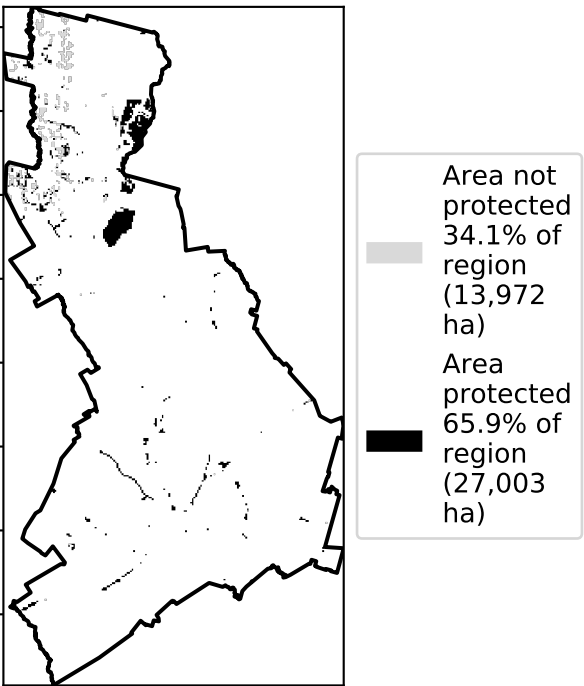 Area not
protected
34.1% of
region
(13,972
ha)
Area
protected
65.9% of
region
(27,003
ha)